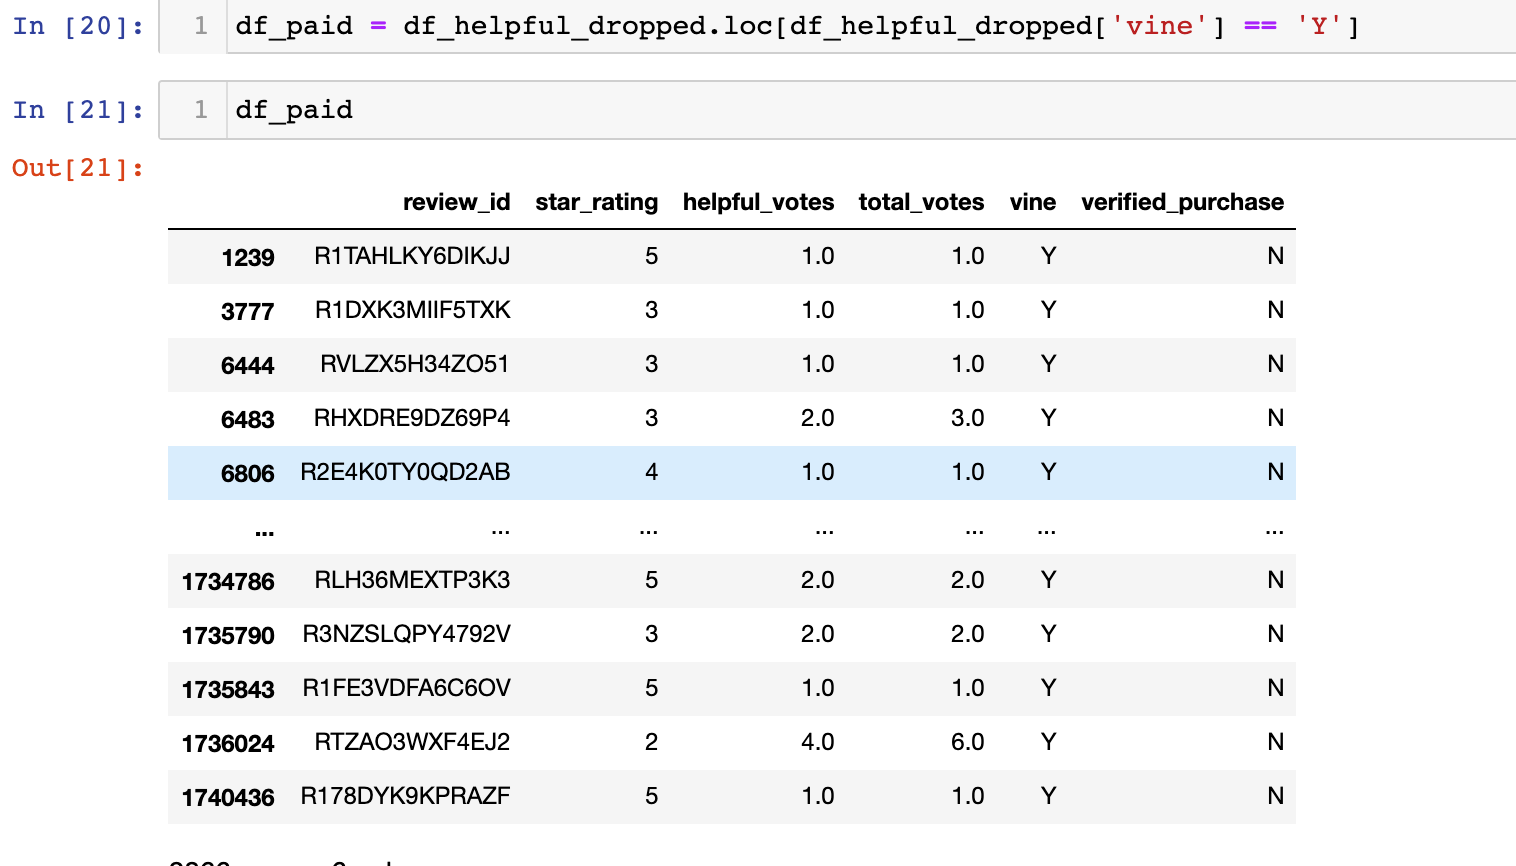 In [20]: 1 df_paid = df_helpful_dropped.loc[df_helpful_dropped['vine'] == 'Y']
In [21]: 1 df_paid
Out[21]:
review_id star_rating helpful_votes total_votes vine verified_purchase
1239 R1TAHLKY6DIKJJ 5 1.0 1.0 Y N
3777 R1DXK3MIIF5TXK 3 1.0 1.0 Y N
6444 RVLZX5H34ZO51 3 1.0 1.0 Y N
6483 RHXDRE9DZ69P4 3 2.0 3.0 Y N
6806 R2E4K0TY0QD2AB 4 1.0 1.0 Y N
... ... ... ... ... ... ...
1734786 RLH36MEXTP3K3 5 2.0 2.0 Y N
1735790 R3NZSLQPY4792V 3 2.0 2.0 Y N
1735843 R1FE3VDFA6C6OV 5 1.0 1.0 Y N
1736024 RTZAO3WXF4EJ2 2 4.0 6.0 Y N
1740436 R178DYK9KPRAZF 5 1.0 1.0 Y N